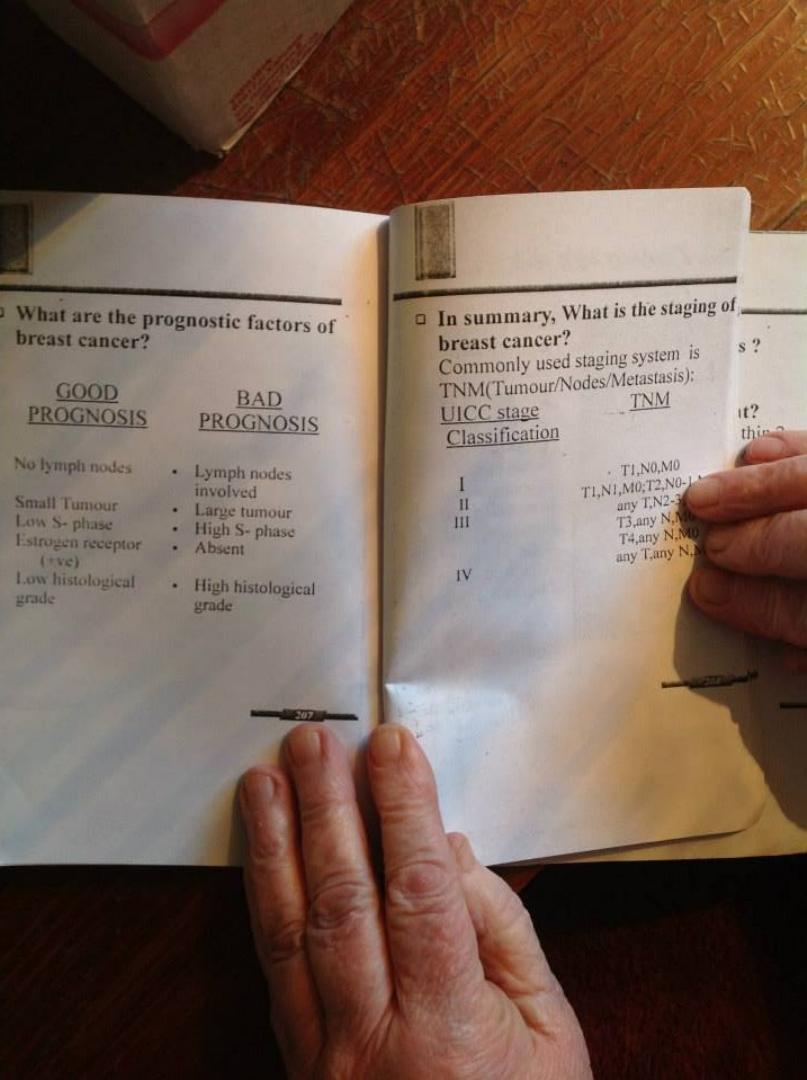 What are the prognostic factors of
breast cancer?
GOOD
PROGNOSIS
BAD
PROGNOSIS
No lymph nodes
• Lymph nodes
involved
Small Tumour
• Large tumour
Low S- phase
• High S- phase
Estrogen receptor
(+ve)
• Absent
Low histological
grade
• High histological
grade
207
□ In summary, What is the staging of
breast cancer?
Commonly used staging system is
TNM(Tumour/Nodes/Metastasis):
UICC stage
Classification
TNM
I
T1,N0,M0
II
T1,N1,M0;T2,N0-1
III
any T,N2-3
T3,any N,M0
T4,any N,M0
IV
any T,any N,M
s ?
t?